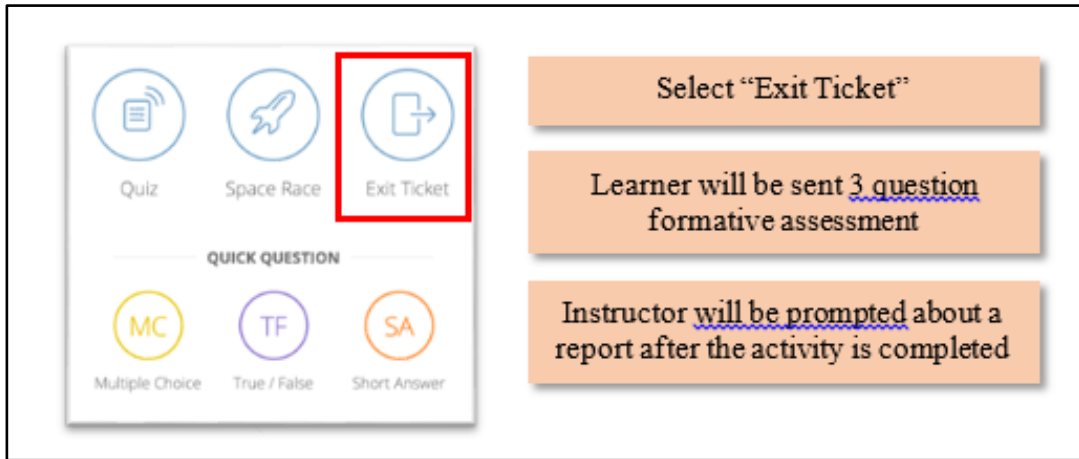 Quiz
Space Race
Exit Ticket
QUICK QUESTION
MC
TF
SA
Multiple Choice
True / False
Short Answer
Select “Exit Ticket”
Learner will be sent 3 question
formative assessment
Instructor will be prompted about a
report after the activity is completed